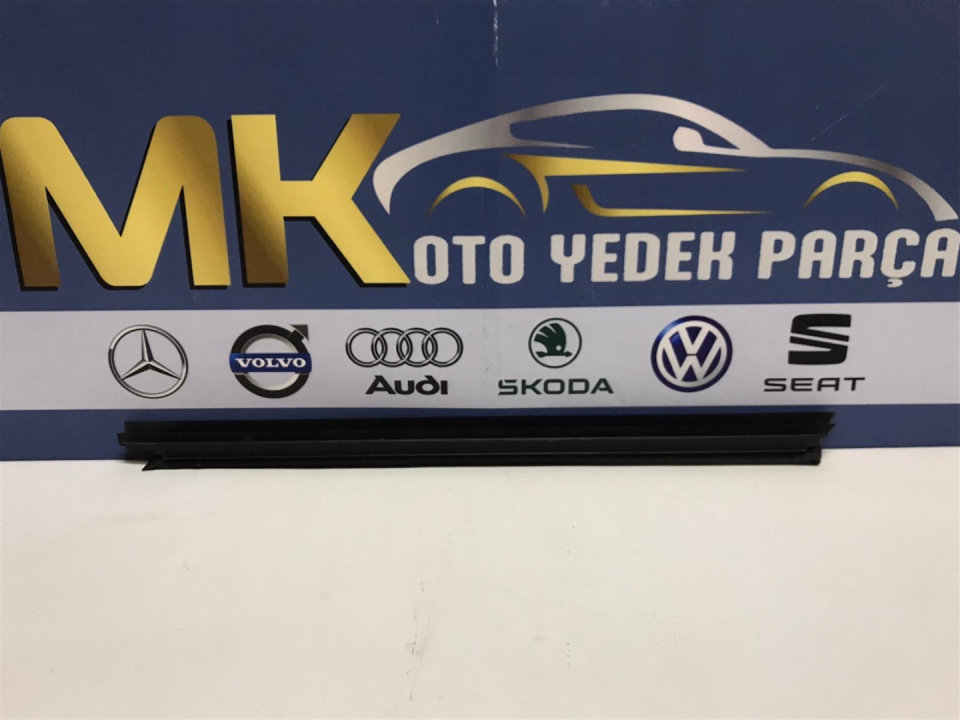 MK
OTO YEDEK PARÇA
VOLVO
Audi
ŠKODA
SEAT